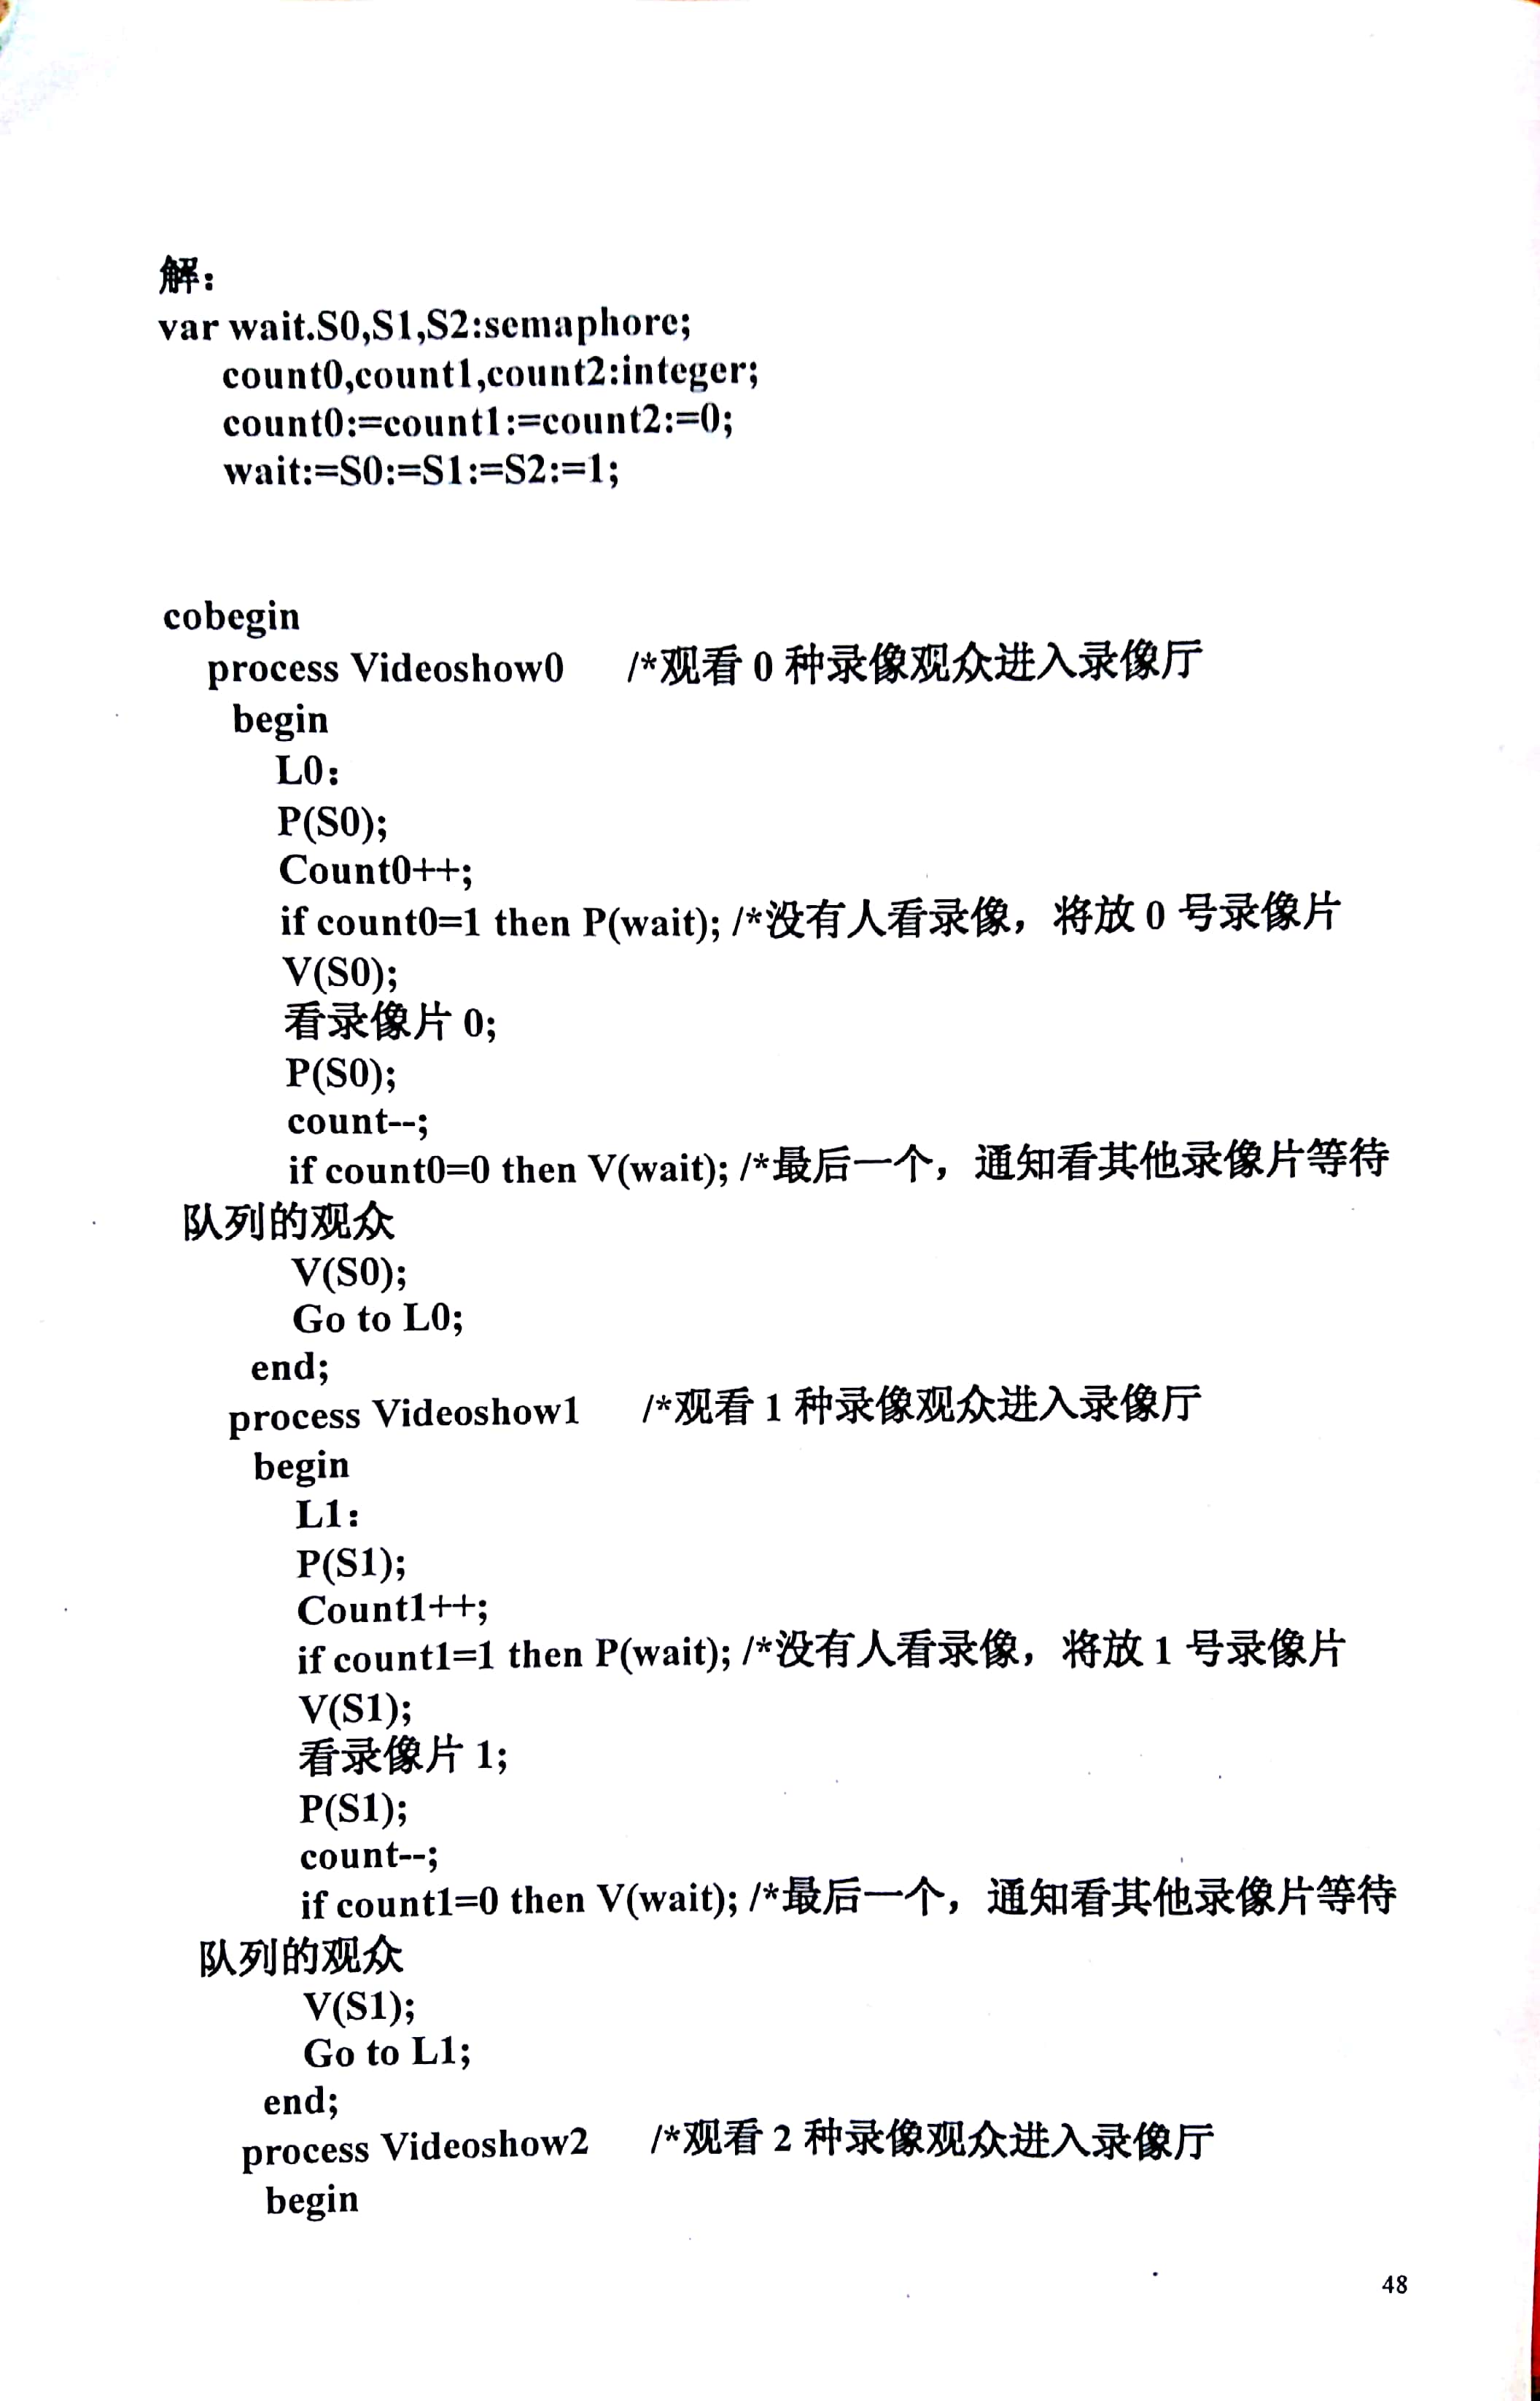 解：
var wait.S0,S1,S2:semaphore;
count0,count1,count2:integer;
count0:=count1:=count2:=0;
wait:=S0:=S1:=S2:=1;
cobegin
process Videoshow0 /*观看 0 种录像观众进入录像厅
begin
L0：
P(S0);
Count0++;
if count0=1 then P(wait); /*没有人看录像，将放 0 号录像片
V(S0);
看录像片 0;
P(S0);
count--;
if count0=0 then V(wait); /*最后一个，通知看其他录像片等待
队列的观众
V(S0);
Go to L0;
end;
process Videoshow1 /*观看 1 种录像观众进入录像厅
begin
L1：
P(S1);
Count1++;
if count1=1 then P(wait); /*没有人看录像，将放 1 号录像片
V(S1);
看录像片 1;
P(S1);
count--;
if count1=0 then V(wait); /*最后一个，通知看其他录像片等待
队列的观众
V(S1);
Go to L1;
end;
process Videoshow2 /*观看 2 种录像观众进入录像厅
begin
48